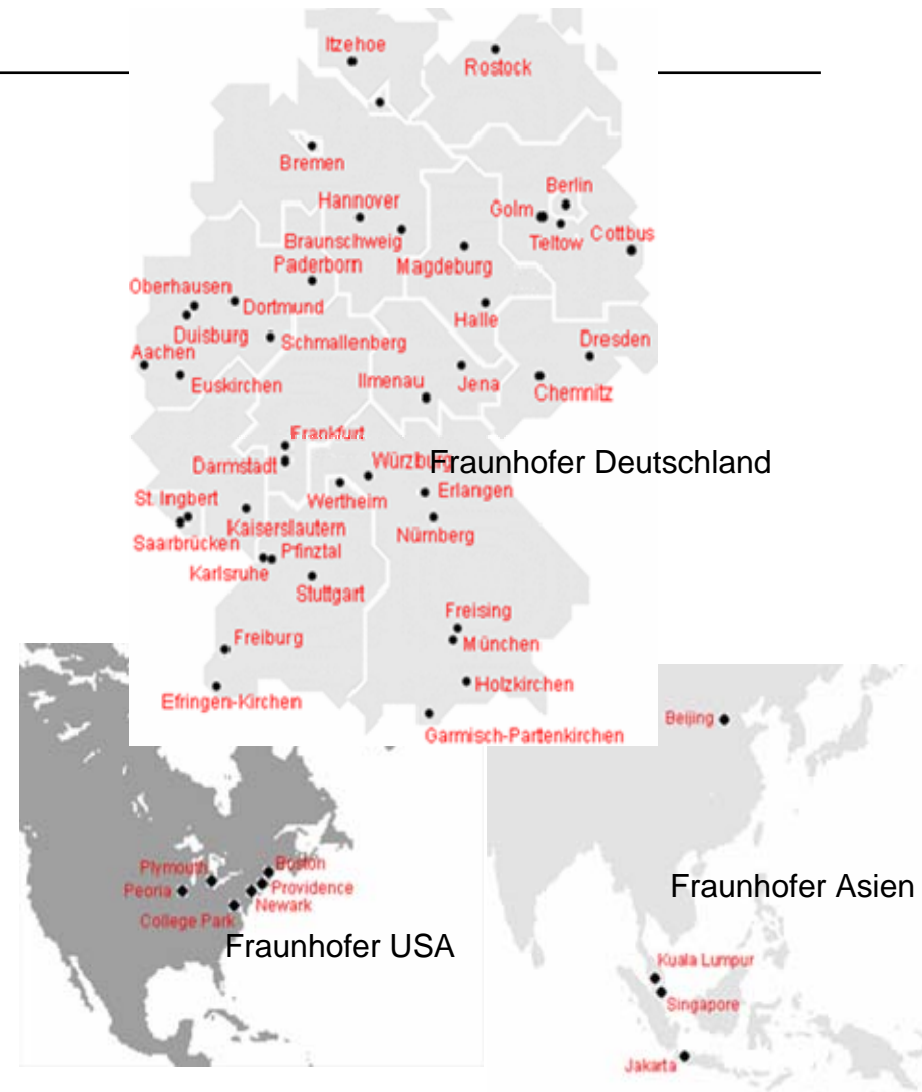 Itzehoe
Rostock
Bremen
Berlin
Hannover
Golm
Braunschweig
Teltow
Cottbus
Paderborn
Magdeburg
Oberhausen
Dortmund
Halle
Duisburg
Schmallenberg
Dresden
Aachen
Euskirchen
Ilmenau
Jena
Chemnitz
Frankfurt
Darmstadt
Würzburg
Fraunhofer Deutschland
Wertheim
Erlangen
St. Ingbert
Kaiserslautern
Nürnberg
Saarbrücken
Pfinztal
Karlsruhe
Stuttgart
Freising
Freiburg
München
Holzkirchen
Efringen-Kirchen
Garmisch-Partenkirchen
Beijing
Plymouth
Boston
Peoria
Providence
Newark
College Park
Fraunhofer USA
Fraunhofer Asien
Kuala Lumpur
Singapore
Jakarta